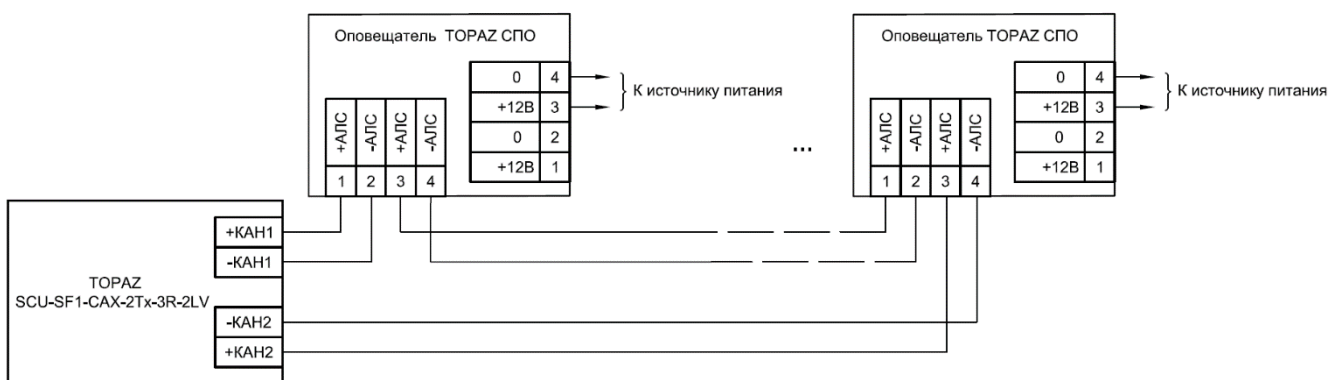 Оповещатель TOPAZ СПО
0 4
+12В 3
0 2
+12В 1
К источнику питания
+АЛС -АЛС +АЛС -АЛС
1 2 3 4
...
Оповещатель TOPAZ СПО
0 4
+12В 3
0 2
+12В 1
К источнику питания
+АЛС -АЛС +АЛС -АЛС
1 2 3 4
TOPAZ
SCU-SF1-CAX-2Tx-3R-2LV
+КАН1
-КАН1
-КАН2
+КАН2